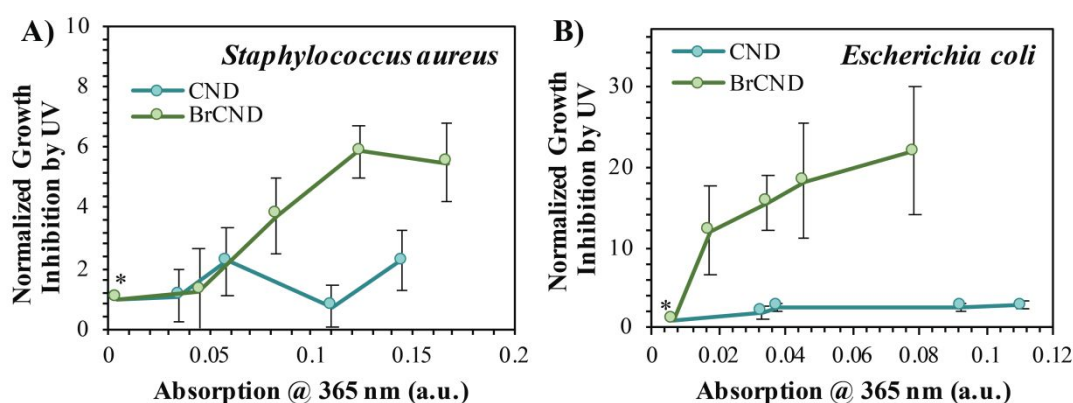 A)
Staphylococcus aureus
CND
BrCND
Normalized Growth
Inhibition by UV
10
8
6
4
2
0
*
0
0.05
0.1
0.15
0.2
Absorption @ 365 nm (a.u.)
B)
Escherichia coli
CND
BrCND
Normalized Growth
Inhibition by UV
30
20
10
0
*
0
0.02
0.04
0.06
0.08
0.1
0.12
Absorption @ 365 nm (a.u.)